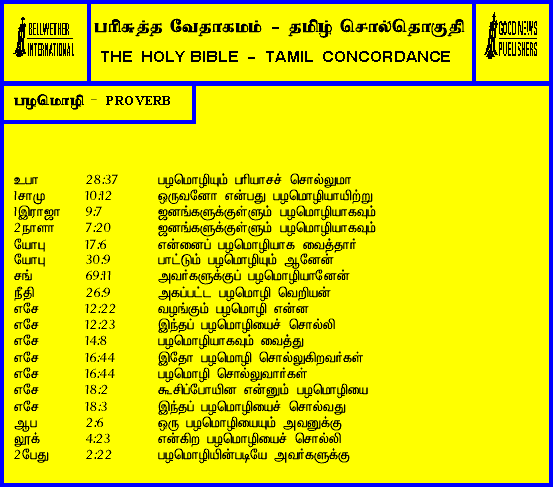 BELLWETHER
INTERNATIONAL
பரிசுத்த வேதாகமம் - தமிழ் சொல்தொகுதி
THE HOLY BIBLE - TAMIL CONCORDANCE
GOOD NEWS
PUBLISHERS
பழமொழி - PROVERB
உபா 28:37 பழமொழியும் பரியாசச் சொல்லுமா
1சாமு 10:12 ஒருவனோ என்பது பழமொழியாயிற்று
1இராஜா 9:7 ஜனங்களுக்குள்ளும் பழமொழியாகவும்
2நாளா 7:20 ஜனங்களுக்குள்ளும் பழமொழியாகவும்
யோபு 17:6 என்னைப் பழமொழியாக வைத்தார்
யோபு 30:9 பாட்டும் பழமொழியும் ஆனேன்
சங் 69:11 அவர்களுக்குப் பழமொழியானேன்
நீதி 26:9 அகப்பட்ட பழமொழி வெறியன்
எசே 12:22 வழங்கும் பழமொழி என்ன
எசே 12:23 இந்தப் பழமொழியைச் சொல்லி
எசே 14:8 பழமொழியாகவும் வைத்து
எசே 16:44 இதோ பழமொழி சொல்லுகிறவர்கள்
எசே 16:44 பழமொழி சொல்லுவார்கள்
எசே 18:2 கூசிப்போயின என்னும் பழமொழியை
எசே 18:3 இந்தப் பழமொழியைச் சொல்வது
ஆப 2:6 ஒரு பழமொழியையும் அவனுக்கு
லூக் 4:23 என்கிற பழமொழியைச் சொல்லி
2பேது 2:22 பழமொழியின்படியே அவர்களுக்கு